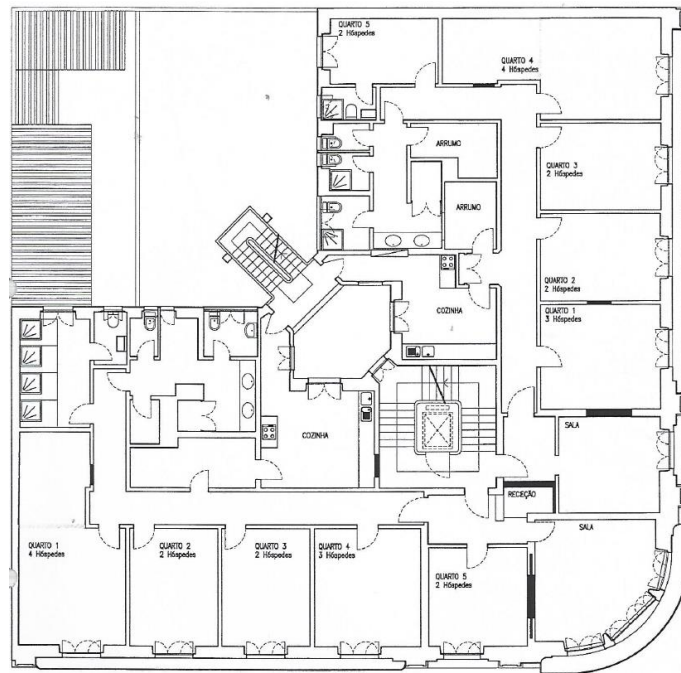 QUARTO 5
2 Hóspedes
QUARTO 4
4 Hóspedes
ARRUMO
QUARTO 3
2 Hóspedes
ARRUMO
QUARTO 2
2 Hóspedes
COZINHA
QUARTO 1
3 Hóspedes
SALA
COZINHA
RECEÇÃO
SALA
QUARTO 1
4 Hóspedes
QUARTO 2
2 Hóspedes
QUARTO 3
2 Hóspedes
QUARTO 4
3 Hóspedes
QUARTO 5
2 Hóspedes